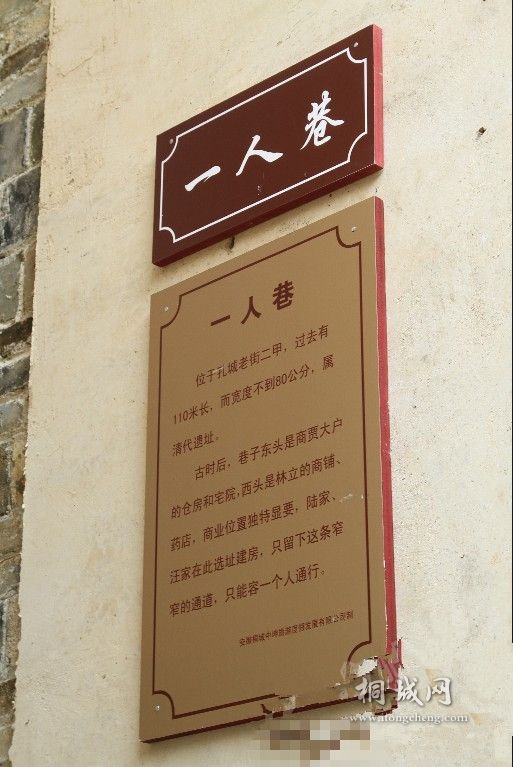 一人巷
一人巷
位于孔城老街二甲，过去有
110米长，而宽度不到80公分，属
清代遗址。
古时后，巷子东头是商贾大户
的仓房和宅院，西头是林立的商铺、
药店，商业位置独特显要，陆家、
汪家在此选址建房，只留下这条窄
窄的通道，只能容一个人通行。
桐城网